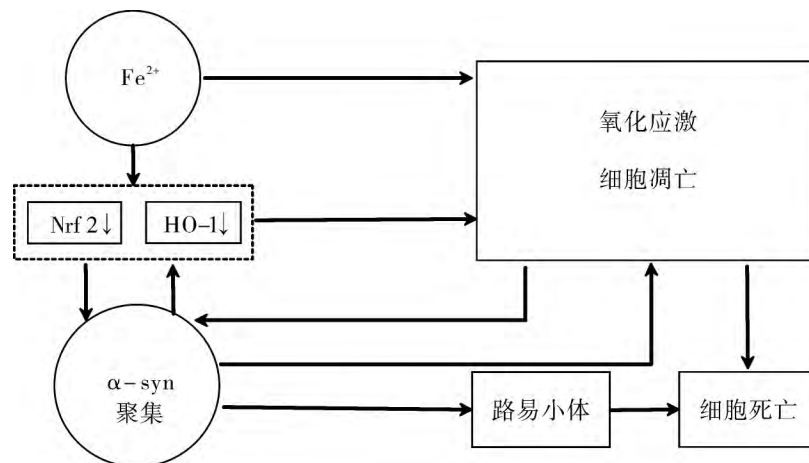 Fe²⁺
氧化应激
细胞凋亡
Nrf 2↓
HO-1↓
α-syn
聚集
路易小体
细胞死亡